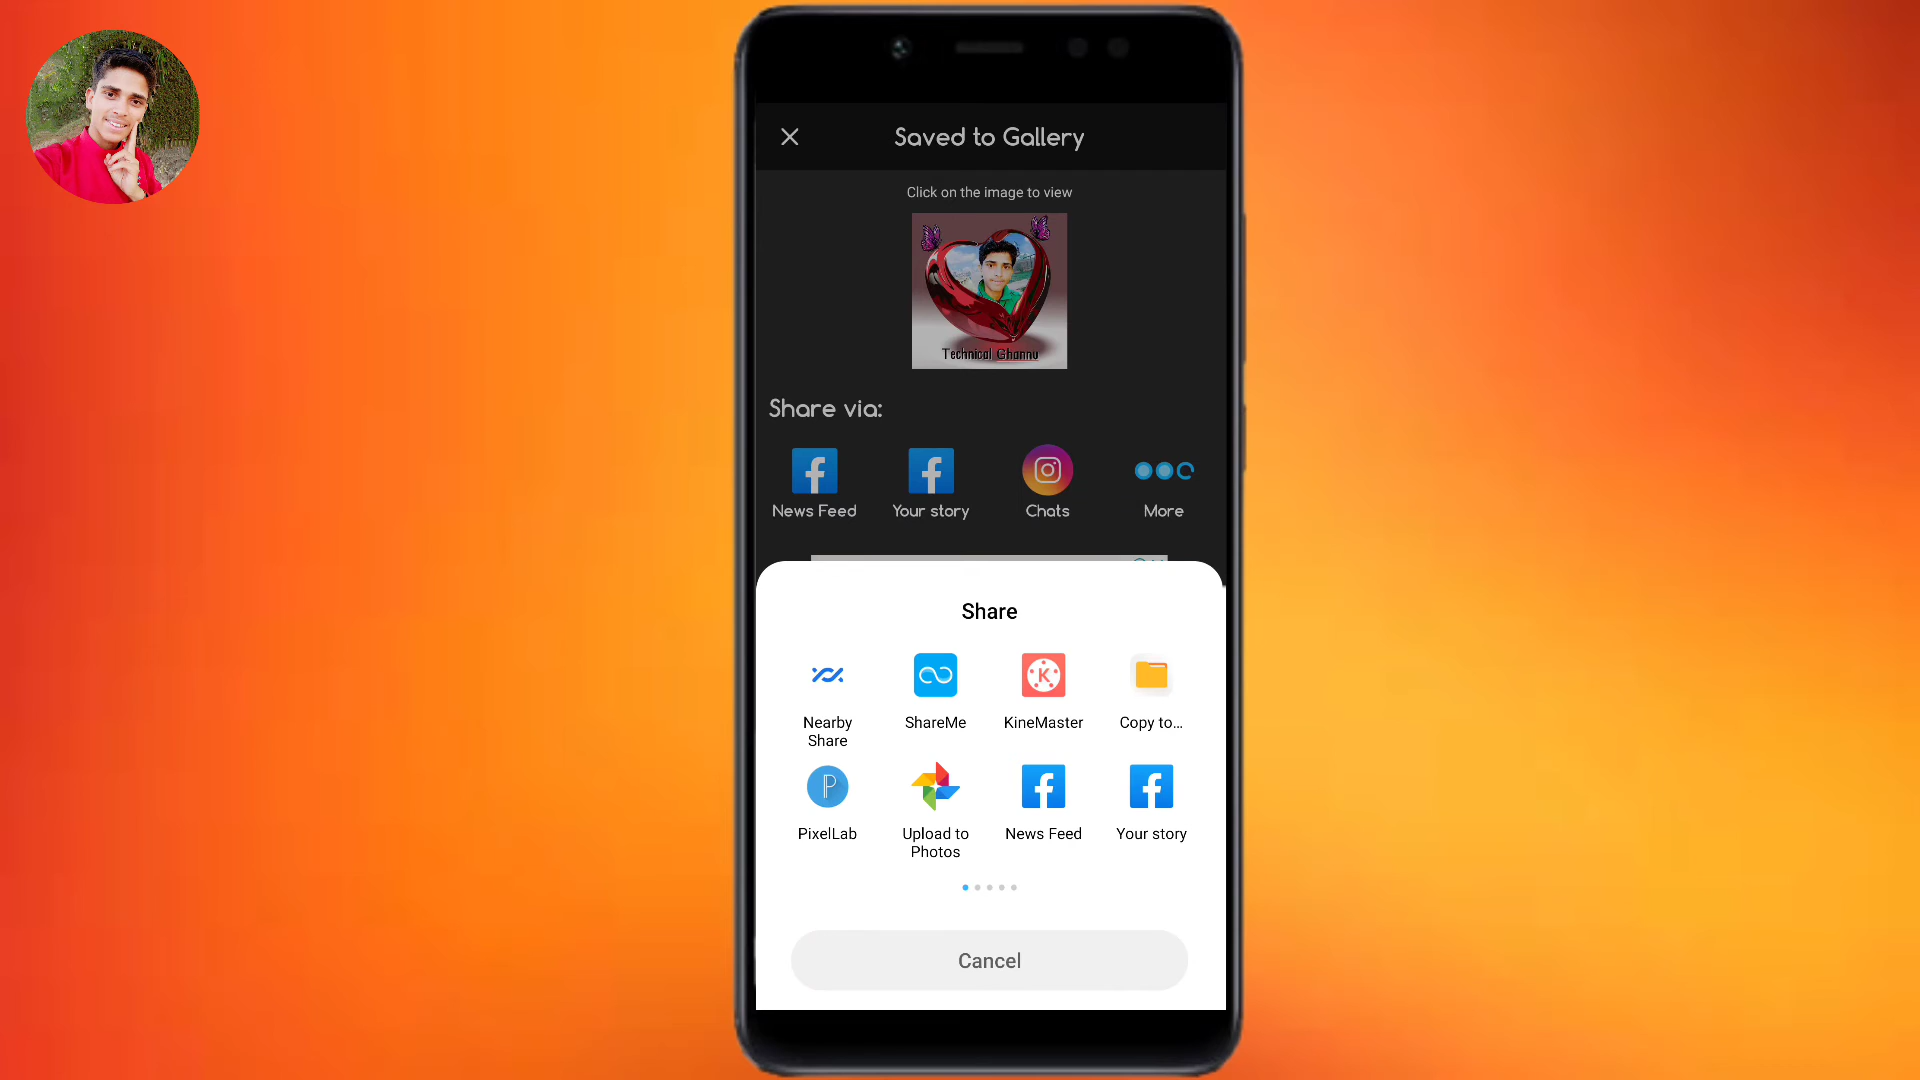 Saved to Gallery
Click on the image to view
Technical Ghannu
Share via:
News Feed
Your story
Chats
More
Share
Nearby
Share
ShareMe
KineMaster
Copy to...
PixelLab
Upload to
Photos
News Feed
Your story
Cancel